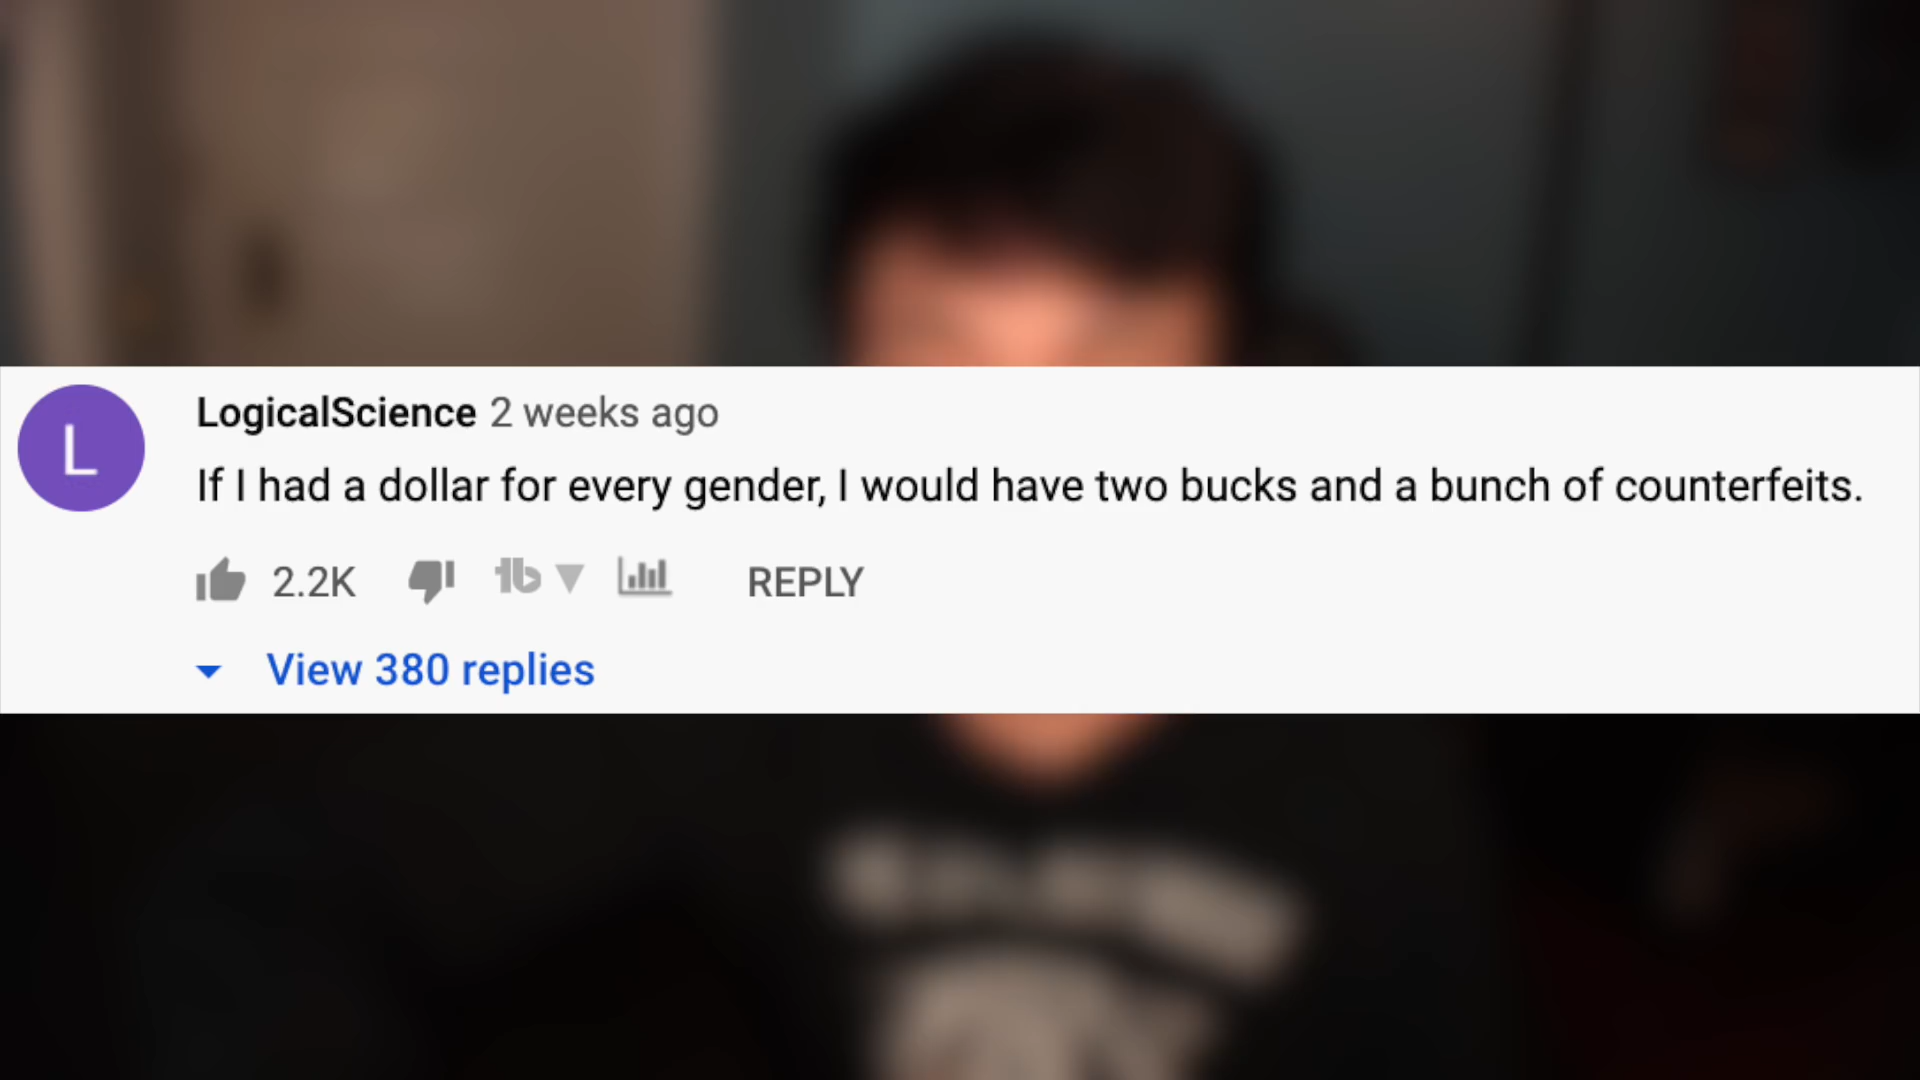 L
LogicalScience 2 weeks ago
If I had a dollar for every gender, I would have two bucks and a bunch of counterfeits.
2.2K REPLY
View 380 replies